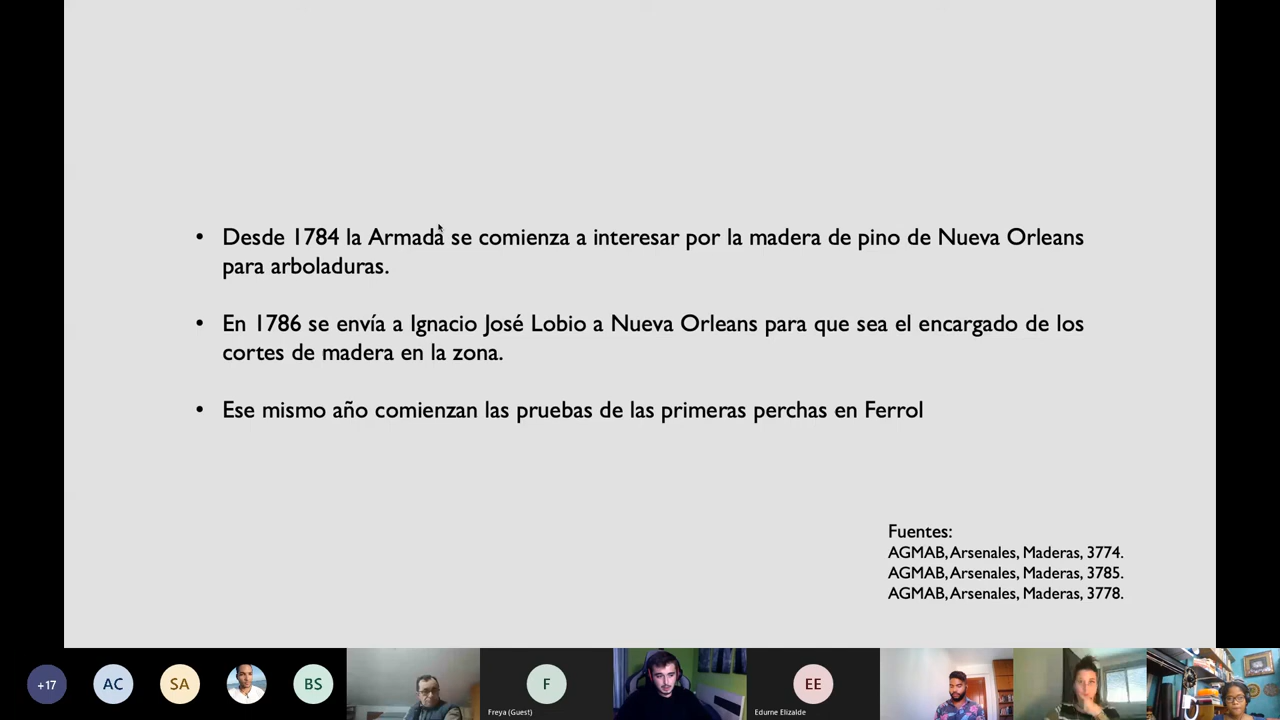 • Desde 1784 la Armada se comienza a interesar por la madera de pino de Nueva Orleans
para arboladuras.
• En 1786 se envía a Ignacio José Lobio a Nueva Orleans para que sea el encargado de los
cortes de madera en la zona.
• Ese mismo año comienzan las pruebas de las primeras perchas en Ferrol
Fuentes:
AGMAB, Arsenales, Maderas, 3774.
AGMAB, Arsenales, Maderas, 3785.
AGMAB, Arsenales, Maderas, 3778.
+17
AC
SA
BS
F
Freya (Guest)
EE
Edurne Elizalde